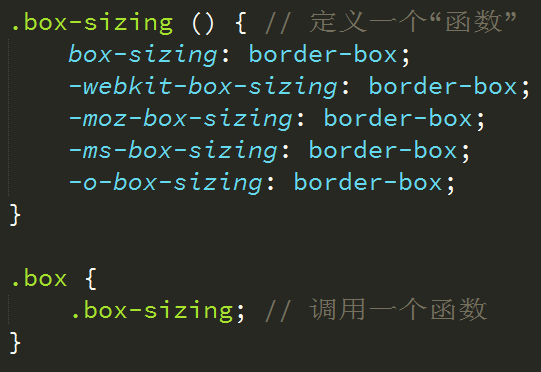 .box-sizing () { // 定义一个“函数”
box-sizing: border-box;
-webkit-box-sizing: border-box;
-moz-box-sizing: border-box;
-ms-box-sizing: border-box;
-o-box-sizing: border-box;
}
.box {
.box-sizing; // 调用一个函数
}